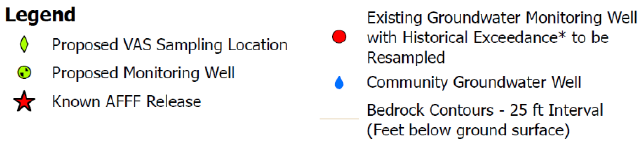 Legend
Proposed VAS Sampling Location
Proposed Monitoring Well
Known AFFF Release
Existing Groundwater Monitoring Well
with Historical Exceedance* to be
Resampled
Community Groundwater Well
Bedrock Contours - 25 ft Interval
(Feet below ground surface)